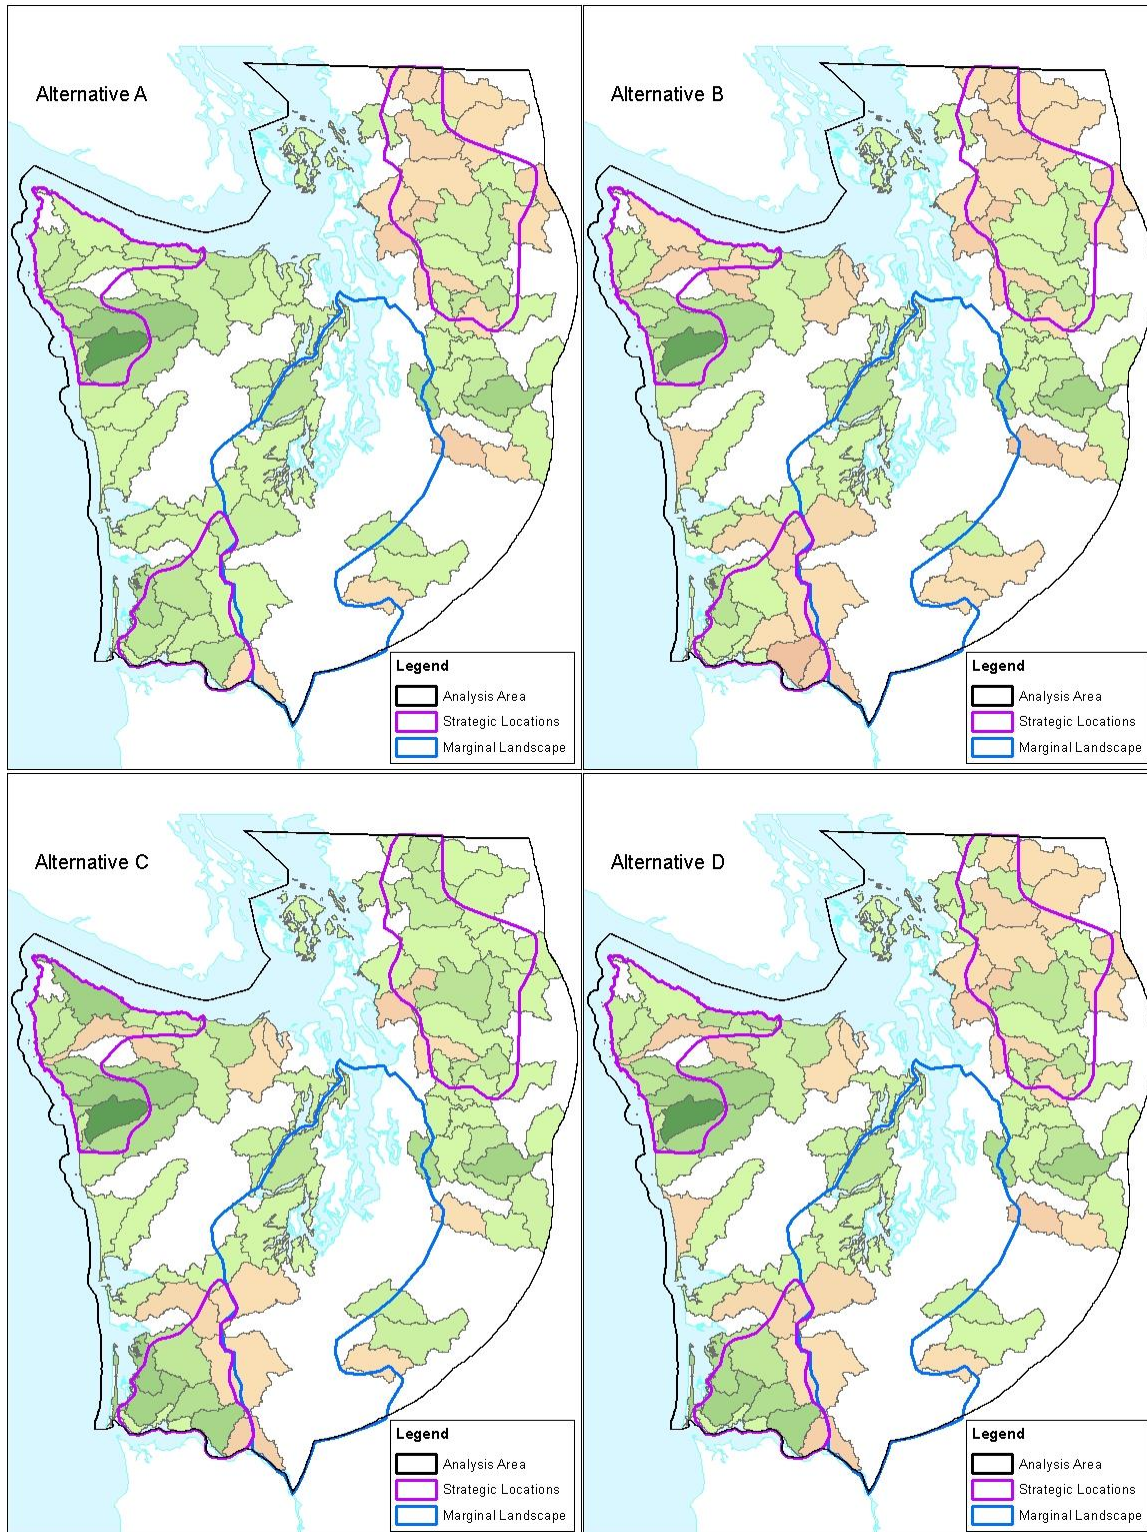 Alternative A
Legend
Analysis Area
Strategic Locations
Marginal Landscape
Alternative B
Legend
Analysis Area
Strategic Locations
Marginal Landscape
Alternative C
Legend
Analysis Area
Strategic Locations
Marginal Landscape
Alternative D
Legend
Analysis Area
Strategic Locations
Marginal Landscape